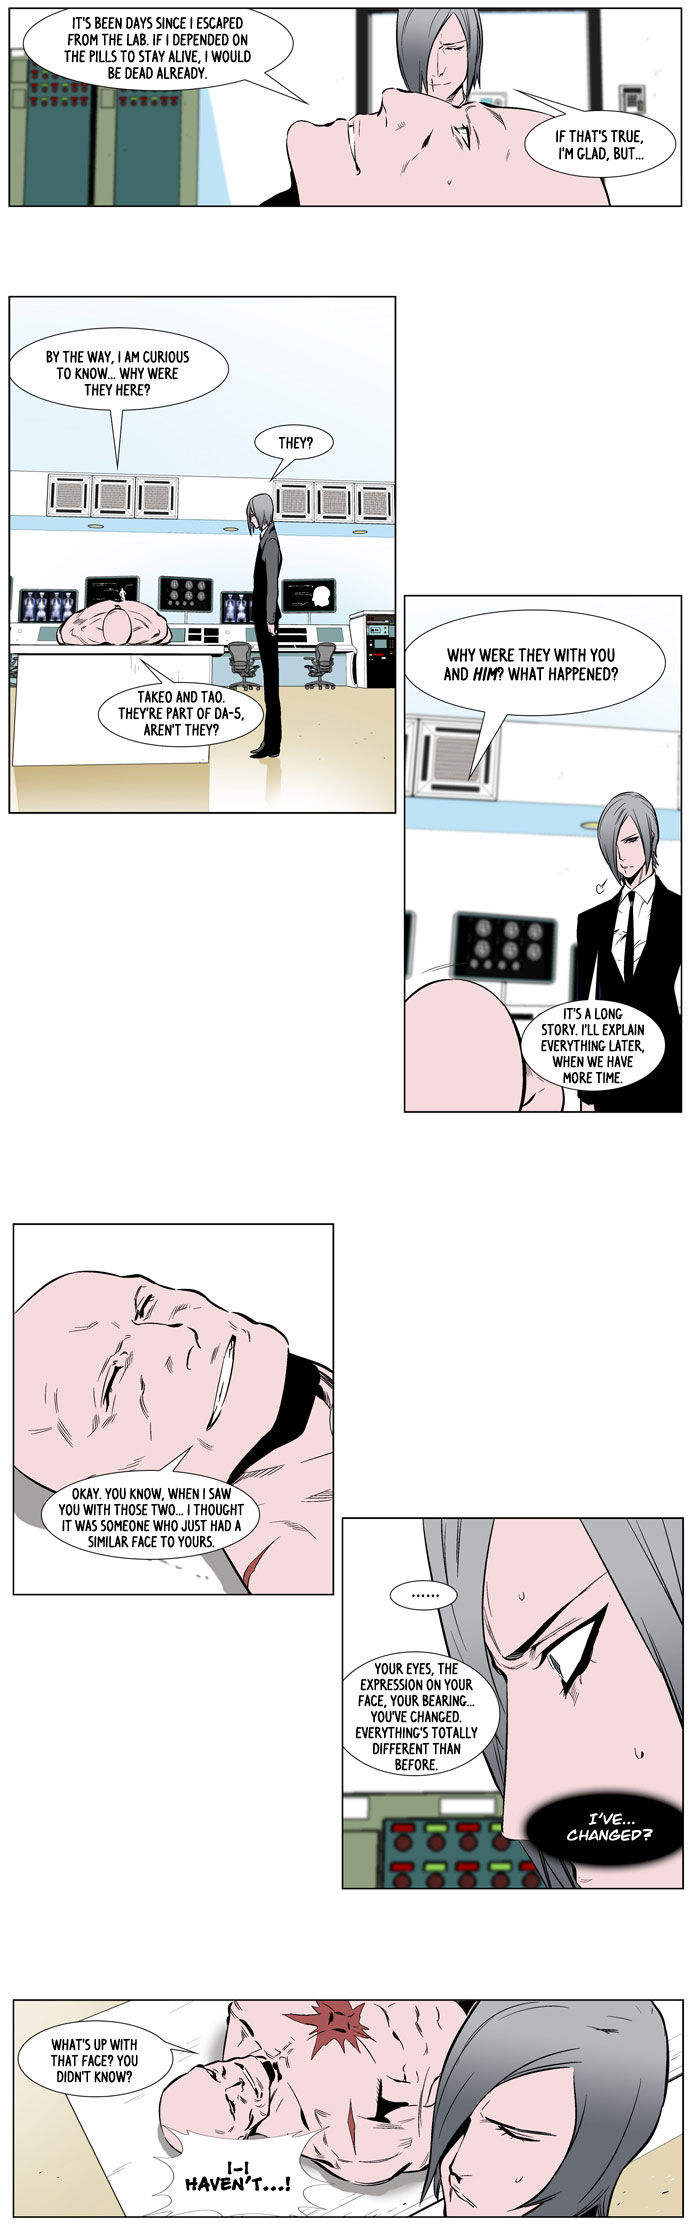 IT'S BEEN DAYS SINCE I ESCAPED
FROM THE LAB. IF I DEPENDED ON
THE PILLS TO STAY ALIVE, I WOULD
BE DEAD ALREADY.
IF THAT'S TRUE,
I'M GLAD, BUT...
BY THE WAY, I AM CURIOUS
TO KNOW... WHY WERE
THEY HERE?
THEY?
TAKEO AND TAO.
THEY'RE PART OF DA-5,
AREN'T THEY?
WHY WERE THEY WITH YOU
AND HIM? WHAT HAPPENED?
IT'S A LONG
STORY. I'LL EXPLAIN
EVERYTHING LATER,
WHEN WE HAVE
MORE TIME.
OKAY. YOU KNOW, WHEN I SAW
YOU WITH THOSE TWO... I THOUGHT
IT WAS SOMEONE WHO JUST HAD A
SIMILAR FACE TO YOURS.
......
YOUR EYES, THE
EXPRESSION ON YOUR
FACE, YOUR BEARING...
YOU'VE CHANGED.
EVERYTHING'S TOTALLY
DIFFERENT THAN
BEFORE.
I'VE...
CHANGED?
WHAT'S UP WITH
THAT FACE? YOU
DIDN'T KNOW?
I-I
HAVEN'T...!